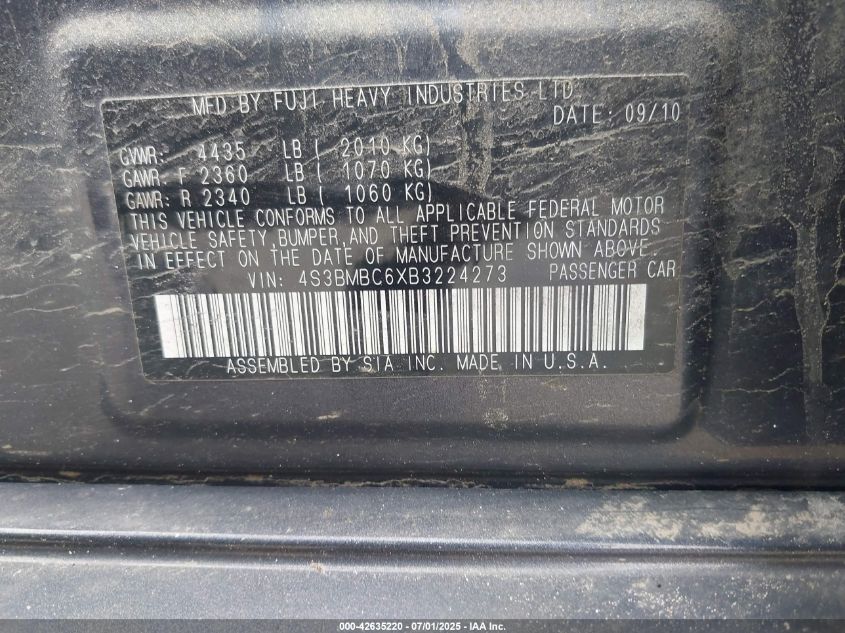 MFD BY FUJI HEAVY INDUSTRIES LTD.
DATE: 09/10
GVWR: 4435 LB ( 2010 KG)
GAWR: F 2360 LB ( 1070 KG)
GAWR: R 2340 LB ( 1060 KG)
THIS VEHICLE CONFORMS TO ALL APPLICABLE FEDERAL MOTOR
VEHICLE SAFETY,BUMPER,AND THEFT PREVENTION STANDARDS
IN EFFECT ON THE DATE OF MANUFACTURE SHOWN ABOVE
VIN: 4S3BMBC6XB3224273 PASSENGER CAR
ASSEMBLED BY SIA INC. MADE IN U.S.A.
000-42635220 - 07/01/2025 - IAA Inc.